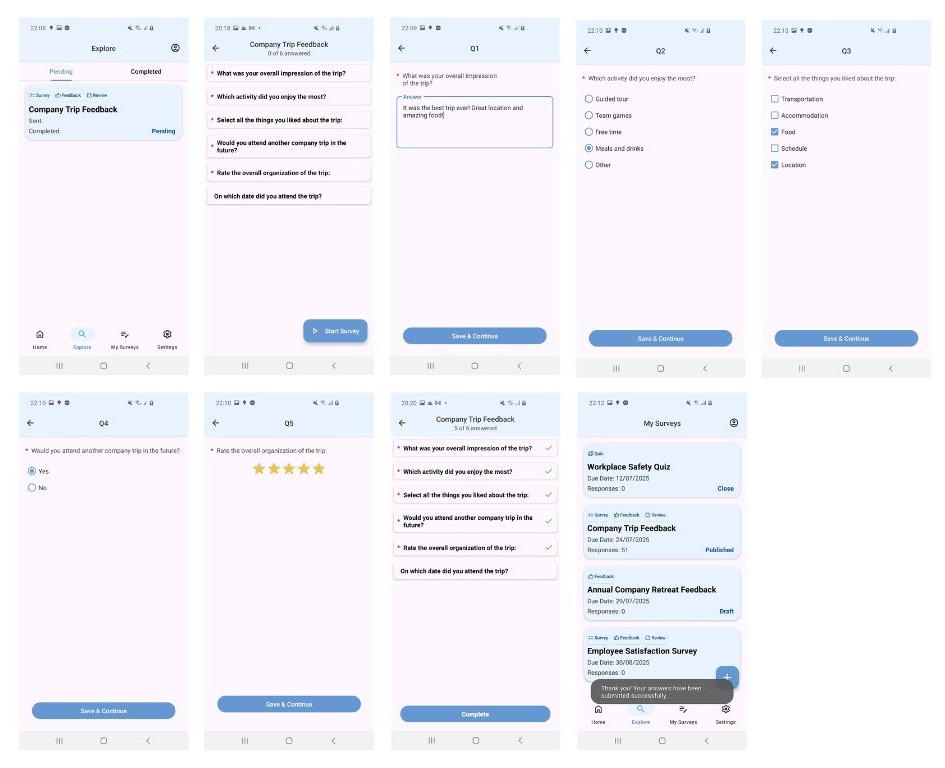 22:08
Explore
Pending Completed
Survey Feedback Review
Company Trip Feedback
Sent:
Completed: Pending
Home Explore My Surveys Settings
20:18
Company Trip Feedback
0 of 6 answered
* What was your overall impression of the trip?
* Which activity did you enjoy the most?
* Select all the things you liked about the trip:
* Would you attend another company trip in the
future?
* Rate the overall organization of the trip:
On which date did you attend the trip?
Start Survey
22:09
Q1
* What was your overall impression
of the trip?
Answer
It was the best trip ever! Great location and
amazing food!
Save & Continue
22:10
Q2
* Which activity did you enjoy the most?
Guided tour
Team games
Free time
Meals and drinks
Other
Save & Continue
22:10
Q3
* Select all the things you liked about the trip:
Transportation
Accommodation
Food
Schedule
Location
Save & Continue
22:10
Q4
* Would you attend another company trip in the future?
Yes
No
Save & Continue
22:10
Q5
* Rate the overall organization of the trip:
Save & Continue
20:20
Company Trip Feedback
5 of 6 answered
* What was your overall impression of the trip?
* Which activity did you enjoy the most?
* Select all the things you liked about the trip:
* Would you attend another company trip in the
future?
* Rate the overall organization of the trip:
On which date did you attend the trip?
Complete
22:12
My Surveys
Quiz
Workplace Safety Quiz
Due Date: 12/07/2025
Responses: 0 Close
Survey Feedback Review
Company Trip Feedback
Due Date: 24/07/2025
Responses: 51 Published
Feedback
Annual Company Retreat Feedback
Due Date: 29/07/2025
Responses: 0 Draft
Survey Feedback Review
Employee Satisfaction Survey
Due Date: 30/08/2025
Responses: 0
Thank you! Your answers have been
submitted successfully.
Home Explore My Surveys Settings